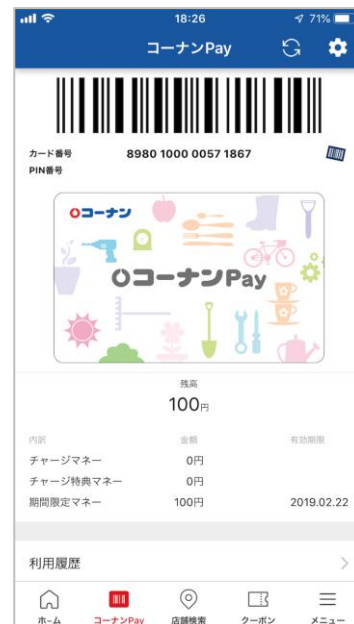 18:26 71%
コーナンPay
カード番号 8980 1000 0057 1867
PIN番号
コーナン
コーナンPay
残高
100円
内訳 金額 有効期限
チャージマネー 0円
チャージ特典マネー 0円
期間限定マネー 100円 2019.02.22
利用履歴
ホーム コーナンPay 店舗検索 クーポン メニュー